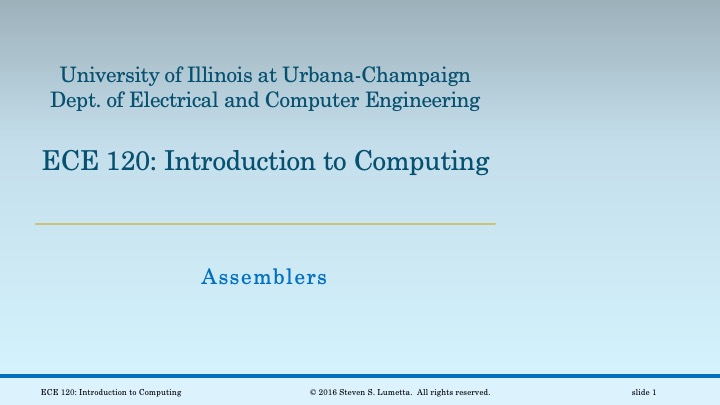 University of Illinois at Urbana-Champaign
Dept. of Electrical and Computer Engineering
ECE 120: Introduction to Computing
Assemblers
ECE 120: Introduction to Computing
© 2016 Steven S. Lumetta. All rights reserved.
slide 1